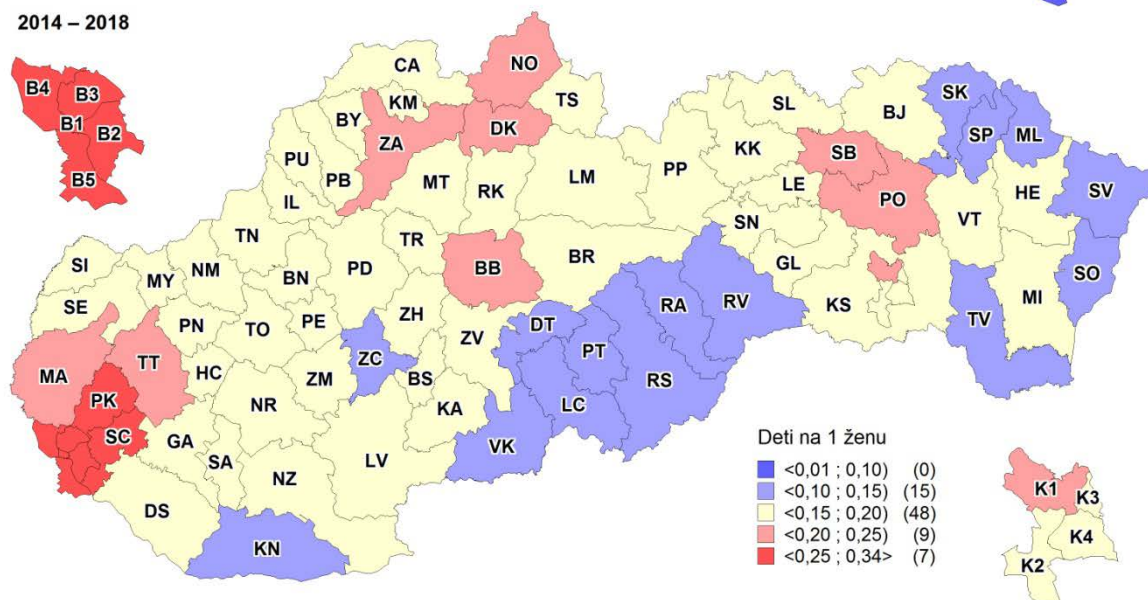 2014 – 2018
B4
B3
B1
B2
B5
CA
NO
KM
TS
BY
ZA
DK
SL
BJ
SK
SP
ML
PU
PB
MT
RK
LM
PP
KK
SB
LE
PO
HE
SV
IL
TN
TR
SN
VT
SI
MY
NM
BN
PD
BB
BR
GL
SO
SE
PN
TO
PE
ZH
RA
RV
KS
MI
TV
MA
TT
HC
ZM
ZC
BS
ZV
DT
PT
RS
PK
NR
KA
LC
SC
GA
SA
NZ
LV
VK
DS
KN
Deti na 1 ženu
<0,01 ; 0,10) (0)
<0,10 ; 0,15) (15)
<0,15 ; 0,20) (48)
<0,20 ; 0,25) (9)
<0,25 ; 0,34> (7)
K1
K3
K4
K2